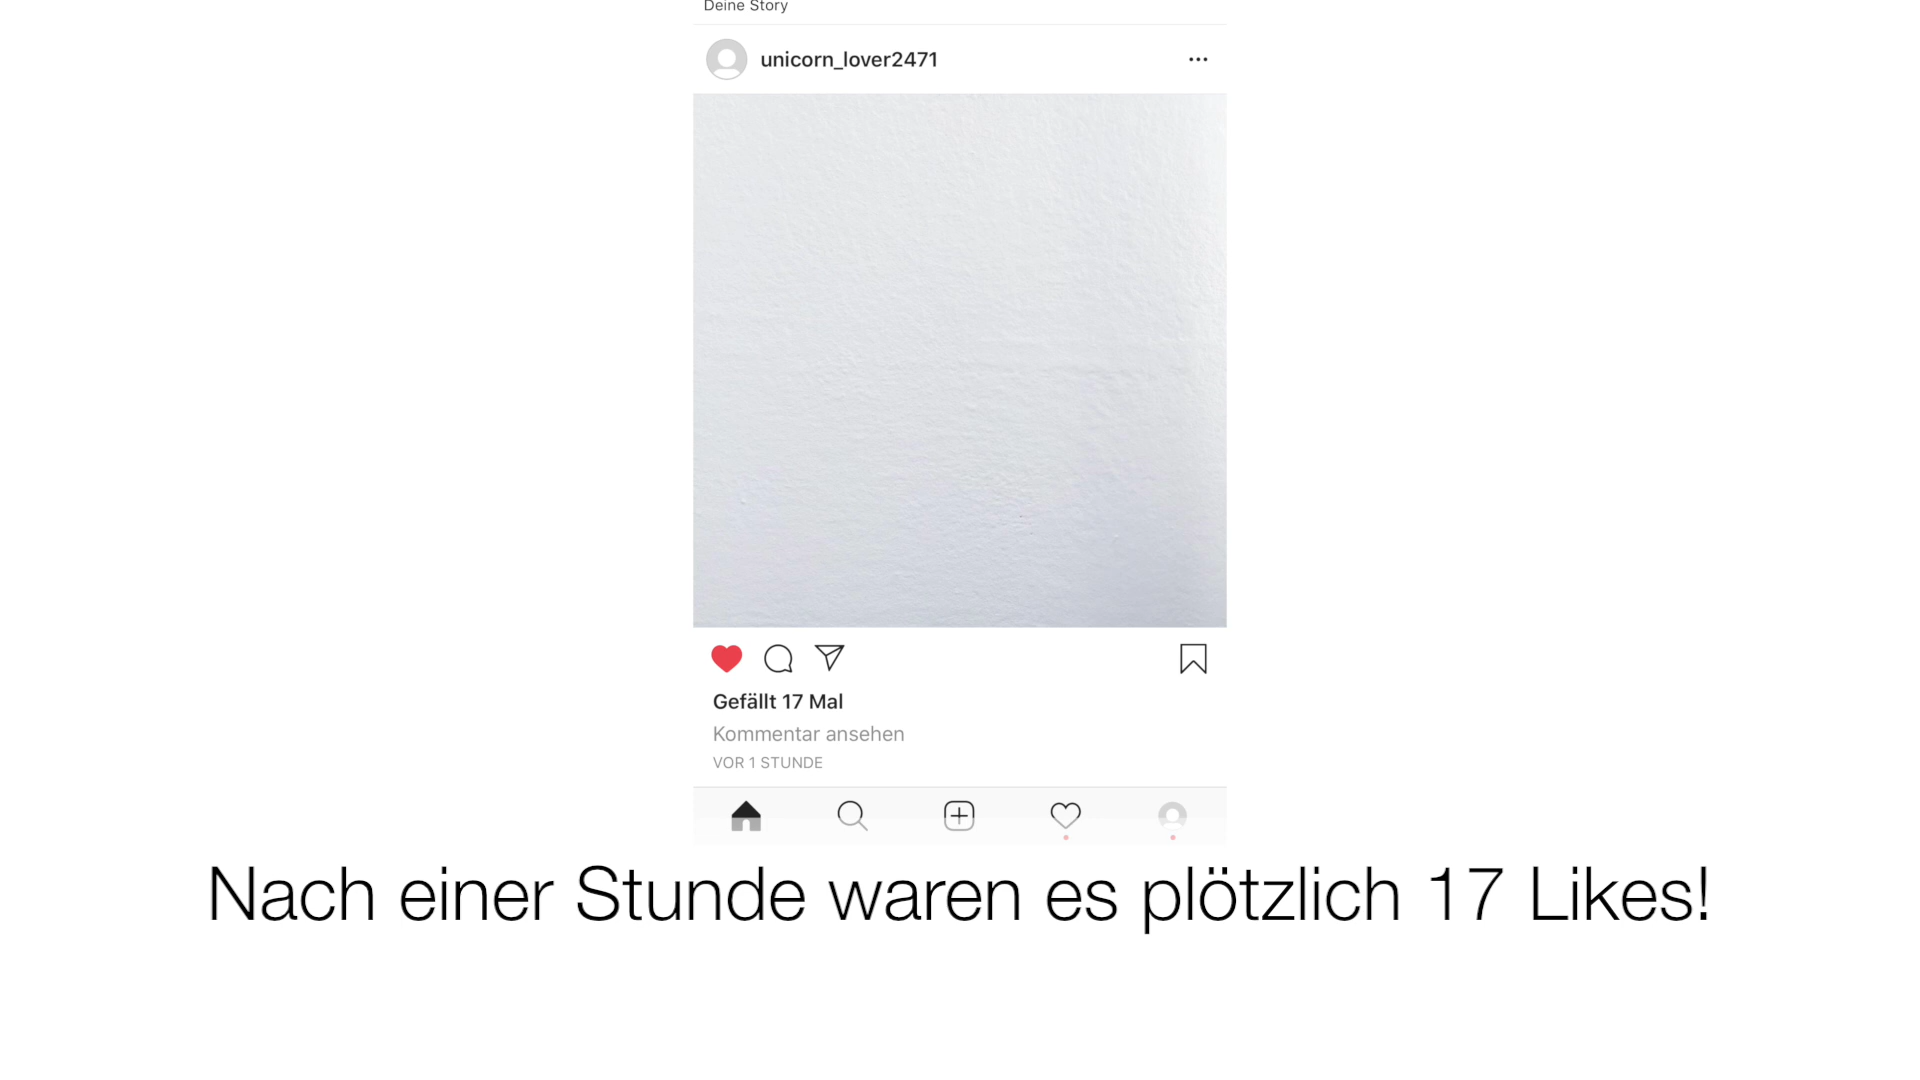 Deine Story
unicorn_lover2471
Gefällt 17 Mal
Kommentar ansehen
VOR 1 STUNDE
Nach einer Stunde waren es plötzlich 17 Likes!